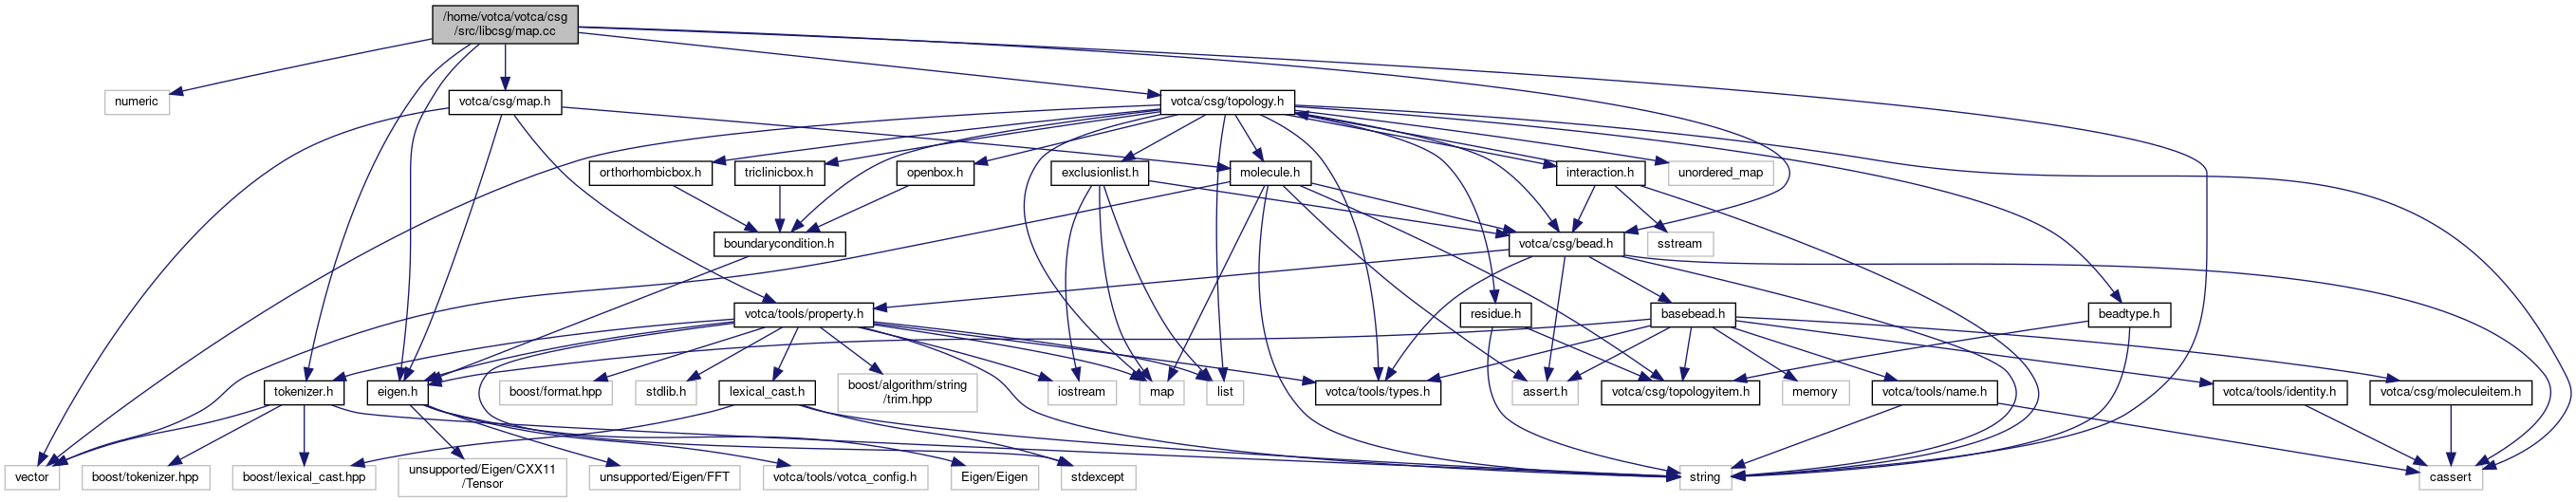 /home/votca/votca/csg
/src/libcsg/map.cc
numeric
votca/csg/map.h
votca/csg/topology.h
orthorhombicbox.h
triclinicbox.h
openbox.h
exclusionlist.h
molecule.h
interaction.h
unordered_map
boundarycondition.h
votca/csg/bead.h
sstream
votca/tools/property.h
residue.h
basebead.h
beadtype.h
tokenizer.h
eigen.h
boost/format.hpp
stdlib.h
lexical_cast.h
boost/algorithm/string
/trim.hpp
iostream
map
list
votca/tools/types.h
assert.h
votca/csg/topologyitem.h
memory
votca/tools/name.h
votca/tools/identity.h
votca/csg/moleculeitem.h
vector
boost/tokenizer.hpp
boost/lexical_cast.hpp
unsupported/Eigen/CXX11
/Tensor
unsupported/Eigen/FFT
votca/tools/votca_config.h
Eigen/Eigen
stdexcept
string
cassert